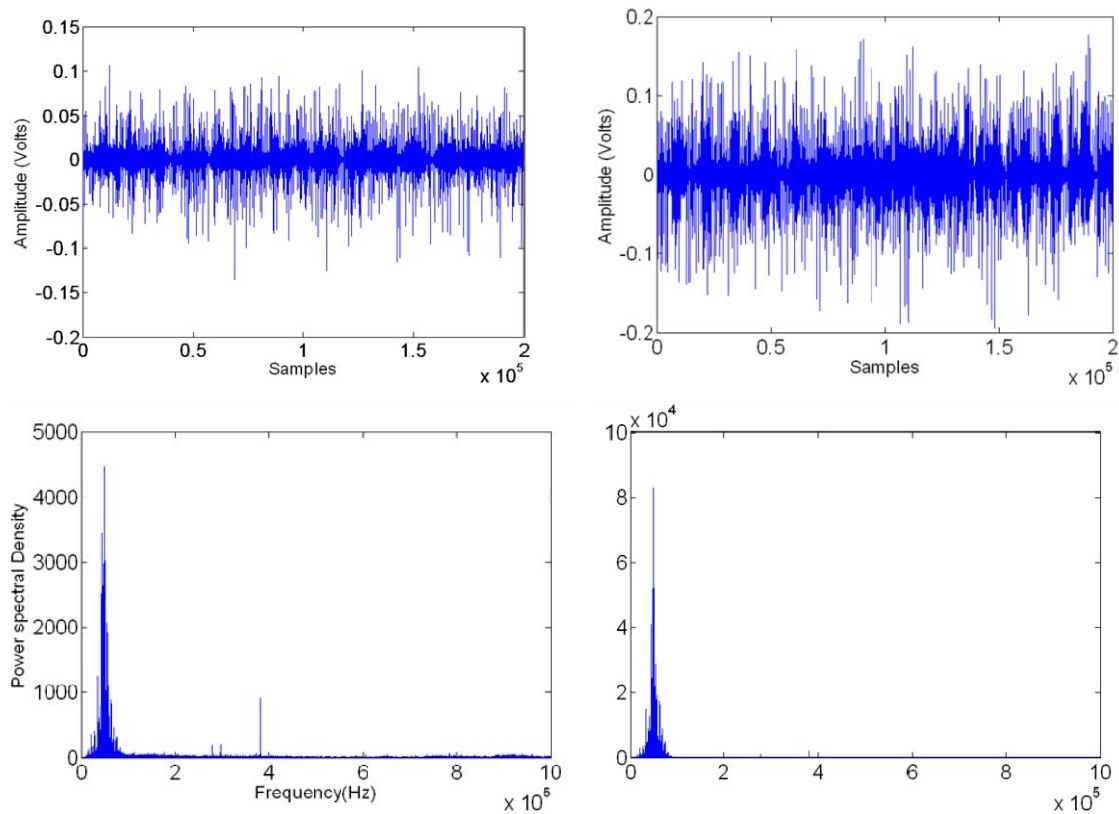 0.15
0.1
0.05
0
-0.05
-0.1
-0.15
-0.2
Amplitude (Volts)
0 0.5 1 1.5 2
Samples
x 10^5
0.2
0.1
0
-0.1
-0.2
Amplitude (Volts)
0 0.5 1 1.5 2
Samples
x 10^5
5000
4000
3000
2000
1000
0
Power spectral Density
0 2 4 6 8 10
Frequency(Hz)
x 10^5
x 10^4
10
8
6
4
2
0
0 2 4 6 8 10
x 10^5